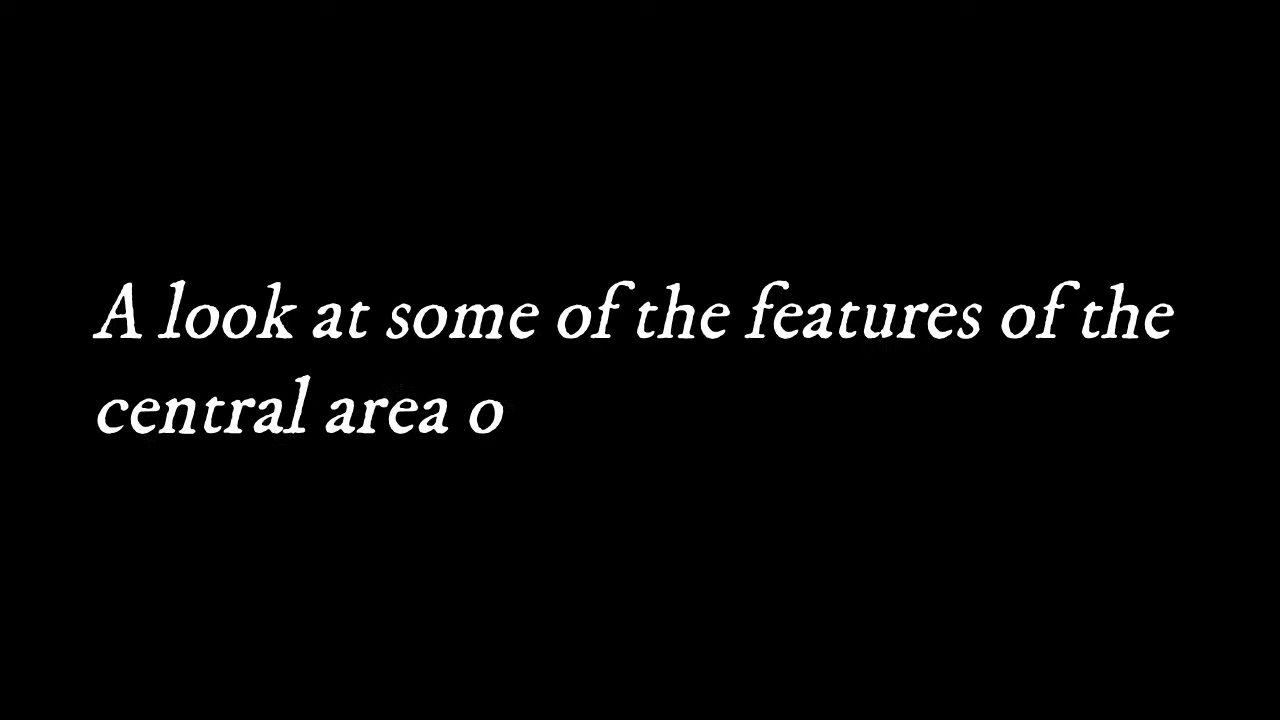 A look at some of the features of the
central area o